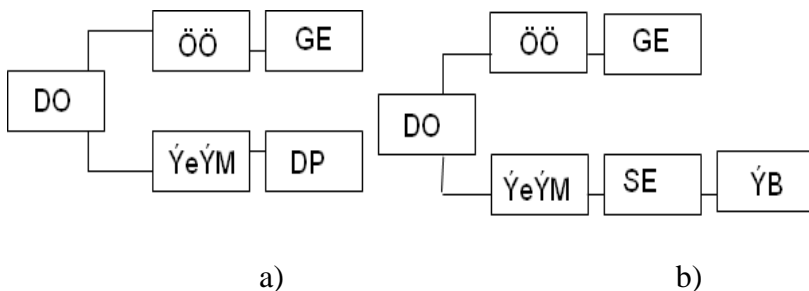 ÖÖ GE
DO
ÝeÝM DP
a)
ÖÖ GE
DO
ÝeÝM SE ÝB
b)